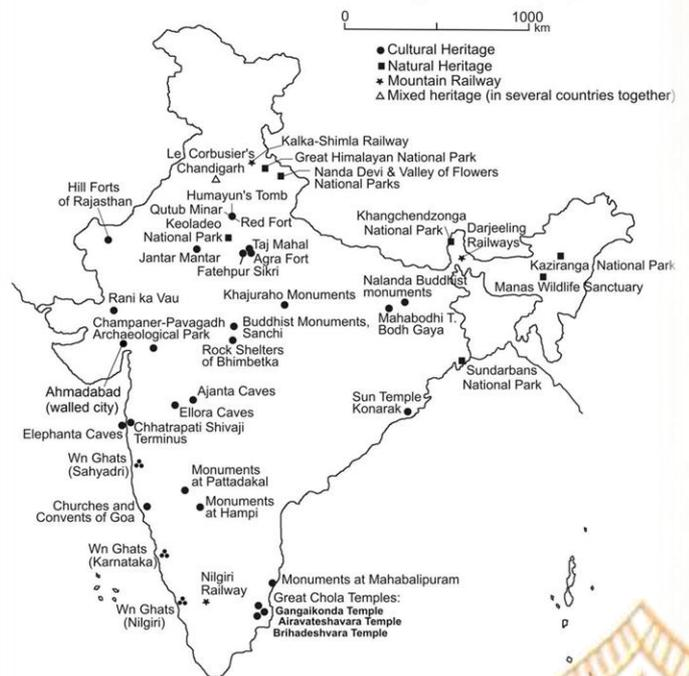 0 1000
km
Cultural Heritage
Natural Heritage
Mountain Railway
Mixed heritage (in several countries together)
Kalka-Shimla Railway
Le Corbusier's
Chandigarh
Great Himalayan National Park
Nanda Devi & Valley of Flowers
National Parks
Hill Forts
of Rajasthan
Humayun's Tomb
Qutub Minar
Red Fort
Keoladeo
National Park
Jantar Mantar
Taj Mahal
Agra Fort
Fatehpur Sikri
Khangchendzonga
National Park
Darjeeling
Railways
Kaziranga National Park
Manas Wildlife Sanctuary
Rani ka Vau
Khajuraho Monuments
Nalanda Buddhist
monuments
Mahabodhi T.
Bodh Gaya
Champaner-Pavagadh
Archaeological Park
Buddhist Monuments,
Sanchi
Rock Shelters
of Bhimbetka
Sundarbans
National Park
Ahmadabad
(walled city)
Ajanta Caves
Ellora Caves
Sun Temple
Konarak
Elephanta Caves
Chhatrapati Shivaji
Terminus
Wn Ghats
(Sahyadri)
Monuments
at Pattadakal
Churches and
Convents of Goa
Monuments
at Hampi
Wn Ghats
(Karnataka)
Nilgiri
Railway
Wn Ghats
(Nilgiri)
Monuments at Mahabalipuram
Great Chola Temples:
Gangaikonda Temple
Airavateshavara Temple
Brihadeshvara Temple